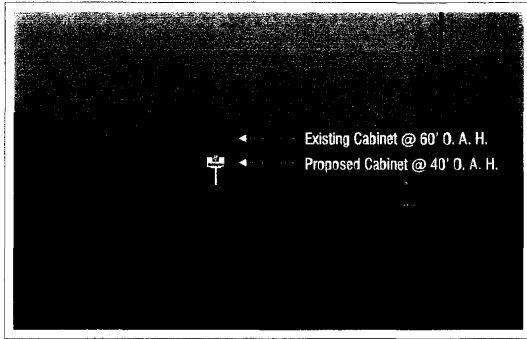 Existing Cabinet @ 60' O. A. H.
Proposed Cabinet @ 40' O. A. H.